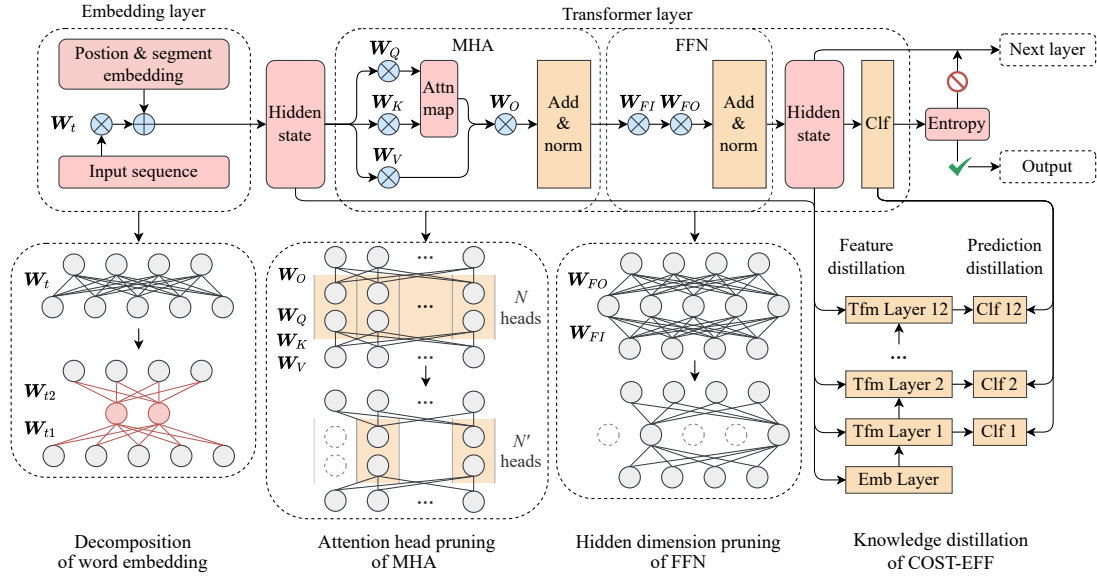 Embedding layer
Transformer layer
Postion & segment
embedding
W_t
Input sequence
Hidden
state
MHA
W_Q
W_K
W_V
Attn
map
W_O
Add
&
norm
FFN
W_FI W_FO
Add
&
norm
Hidden
state
Clf
Entropy
Next layer
Output
W_t
W_t2
W_t1
Decomposition
of word embedding
W_O
W_Q
W_K
W_V
...
...
...
N
heads
...
N'
heads
...
Attention head pruning
of MHA
W_FO
W_FI
Hidden dimension pruning
of FFN
Feature
distillation
Prediction
distillation
Tfm Layer 12
Clf 12
...
Tfm Layer 2
Clf 2
Tfm Layer 1
Clf 1
Emb Layer
Knowledge distillation
of COST-EFF